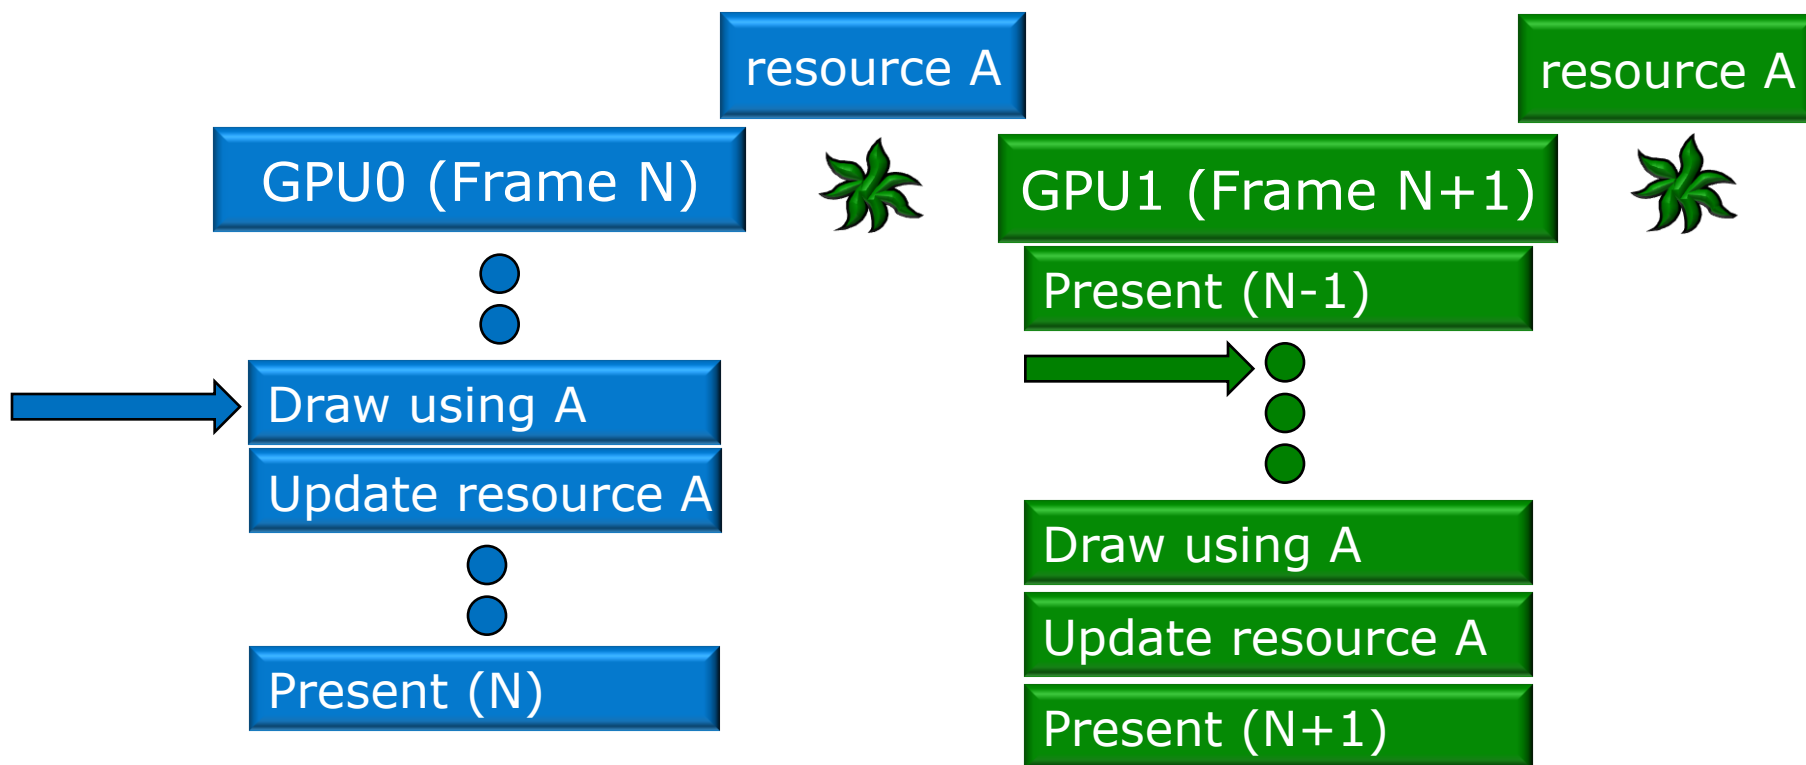 resource A
GPU0 (Frame N)
Draw using A
Update resource A
Present (N)
resource A
GPU1 (Frame N+1)
Present (N-1)
Draw using A
Update resource A
Present (N+1)